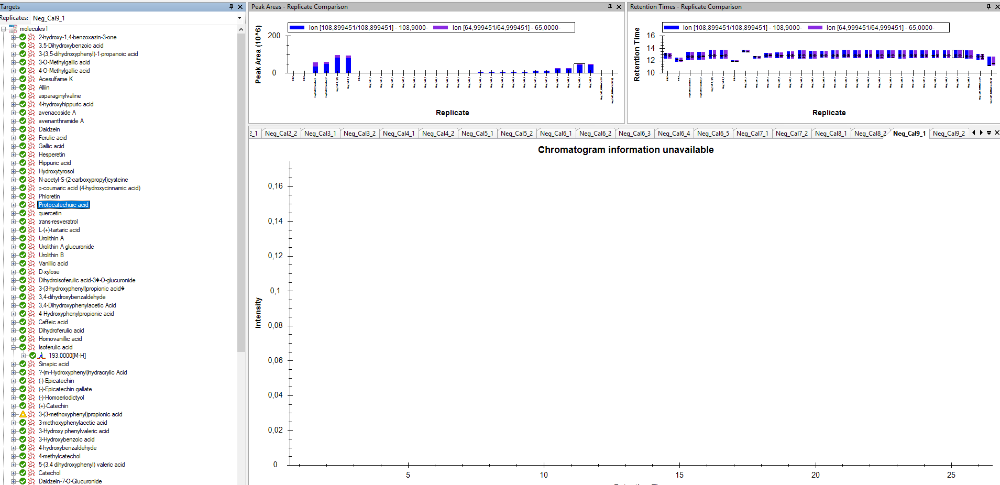 Targets
Replicates: Neg_Cal9_1
molecules1
2-hydroxy-1,4-benzoxazin-3-one
3,5-Dihydroxybenzoic acid
3-(3,5-dihydroxyphenyl)-1-propanoic acid
3-O-Methylgallic acid
4-O-Methylgallic acid
Acesulfame K
Alliin
asparaginylvaline
4-hydroxyhippuric acid
avenacoside A
avenanthramide A
Daidzein
Ferulic acid
Gallic acid
Hesperetin
Hippuric acid
Hydroxytyrosol
N-acetyl-S-(2-carboxypropyl)cysteine
p-coumaric acid (4-hydroxycinnamic acid)
Phloretin
Protocatechuic acid
quercetin
trans-resveratrol
L-(+)-tartaric acid
Urolithin A
Urolithin A glucuronide
Urolithin B
Vanillic acid
D-xylose
Dihydroisoferulic acid-3�-O-glucuronide
3-(3-hydroxyphenyl)propionic acid�
3,4-dihydroxybenzaldehyde
3,4-Dihydroxyphenylacetic Acid
4-Hydroxyphenylpropionic acid
Caffeic acid
Dihydroferulic acid
Homovanillic acid
Isoferulic acid
193,0000[M-H]
Sinapic acid
?-(m-Hydroxyphenyl)hydracrylic Acid
(-)-Epicatechin
(-)-Epicatechin gallate
(-)-Homoeriodictyol
(+)-Catechin
3-(3-methoxyphenyl)propionic acid
3-methoxyphenylacetic acid
3-Hydroxy phenylvaleric acid
3-Hydroxybenzoic acid
4-hydroxybenzaldehyde
4-methylcatechol
5-(3,4 dihydroxyphenyl) valeric acid
Catechol
Daidzein-7-O-Glucuronide
Peak Areas - Replicate Comparison
Ion [108,899451/108,899451] - 108,9000- Ion [64,999451/64,999451] - 65,0000-
Peak Area (10^6)
200
100
0
Replicate
Retention Times - Replicate Comparison
Ion [108,899451/108,899451] - 108,9000- Ion [64,999451/64,999451] - 65,0000-
Retention Time
16
14
12
10
Replicate
2_1 Neg_Cal2_2 Neg_Cal3_1 Neg_Cal3_2 Neg_Cal4_1 Neg_Cal4_2 Neg_Cal5_1 Neg_Cal5_2 Neg_Cal6_1 Neg_Cal6_2 Neg_Cal6_3 Neg_Cal6_4 Neg_Cal6_5 Neg_Cal7_1 Neg_Cal7_2 Neg_Cal8_1 Neg_Cal8_2 Neg_Cal9_1 Neg_Cal9_2
Chromatogram information unavailable
Intensity
0,16
0,14
0,12
0,1
0,08
0,06
0,04
0,02
0
5 10 15 20 25